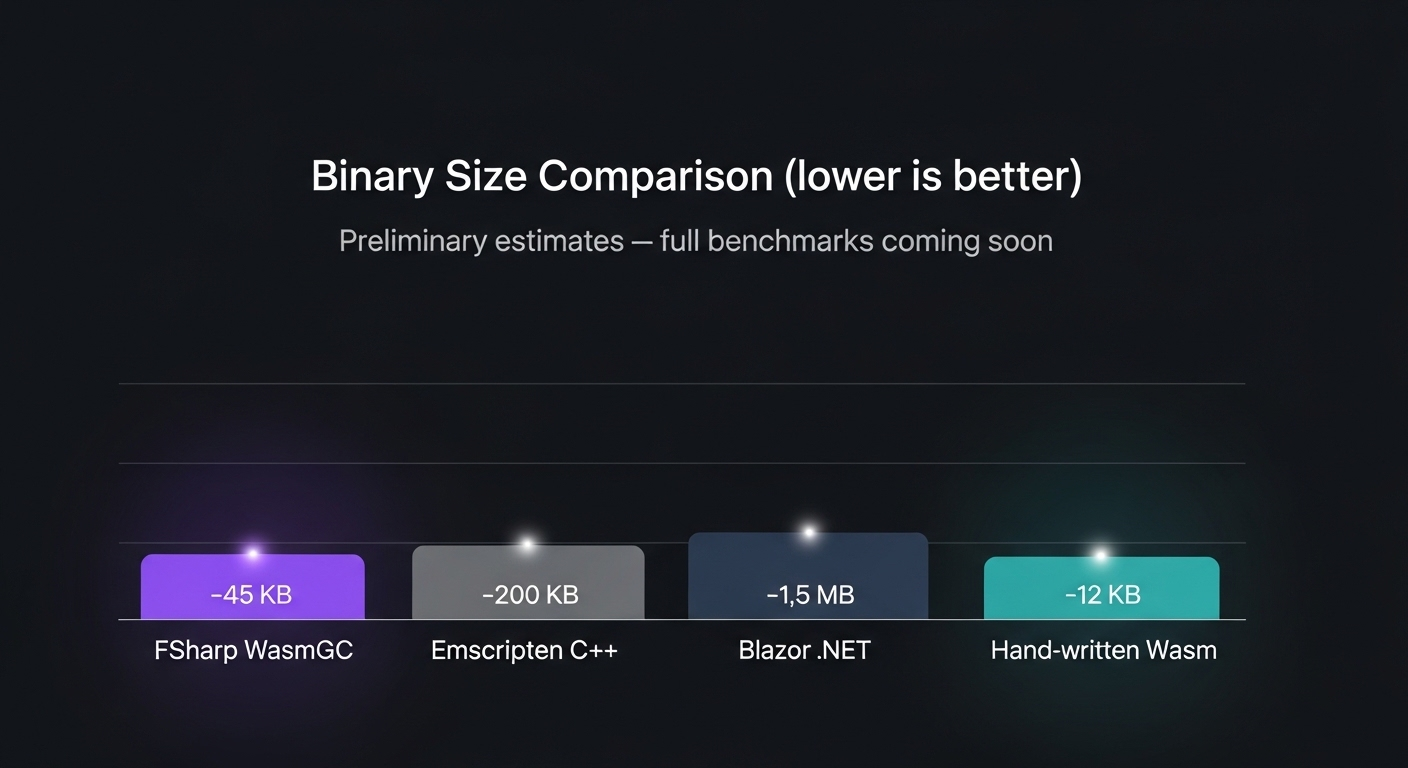 Binary Size Comparison (lower is better)
Preliminary estimates — full benchmarks coming soon
-45 KB
-200 KB
-1,5 MB
-12 KB
FSharp WasmGC
Emscripten C++
Blazor .NET
Hand-written Wasm